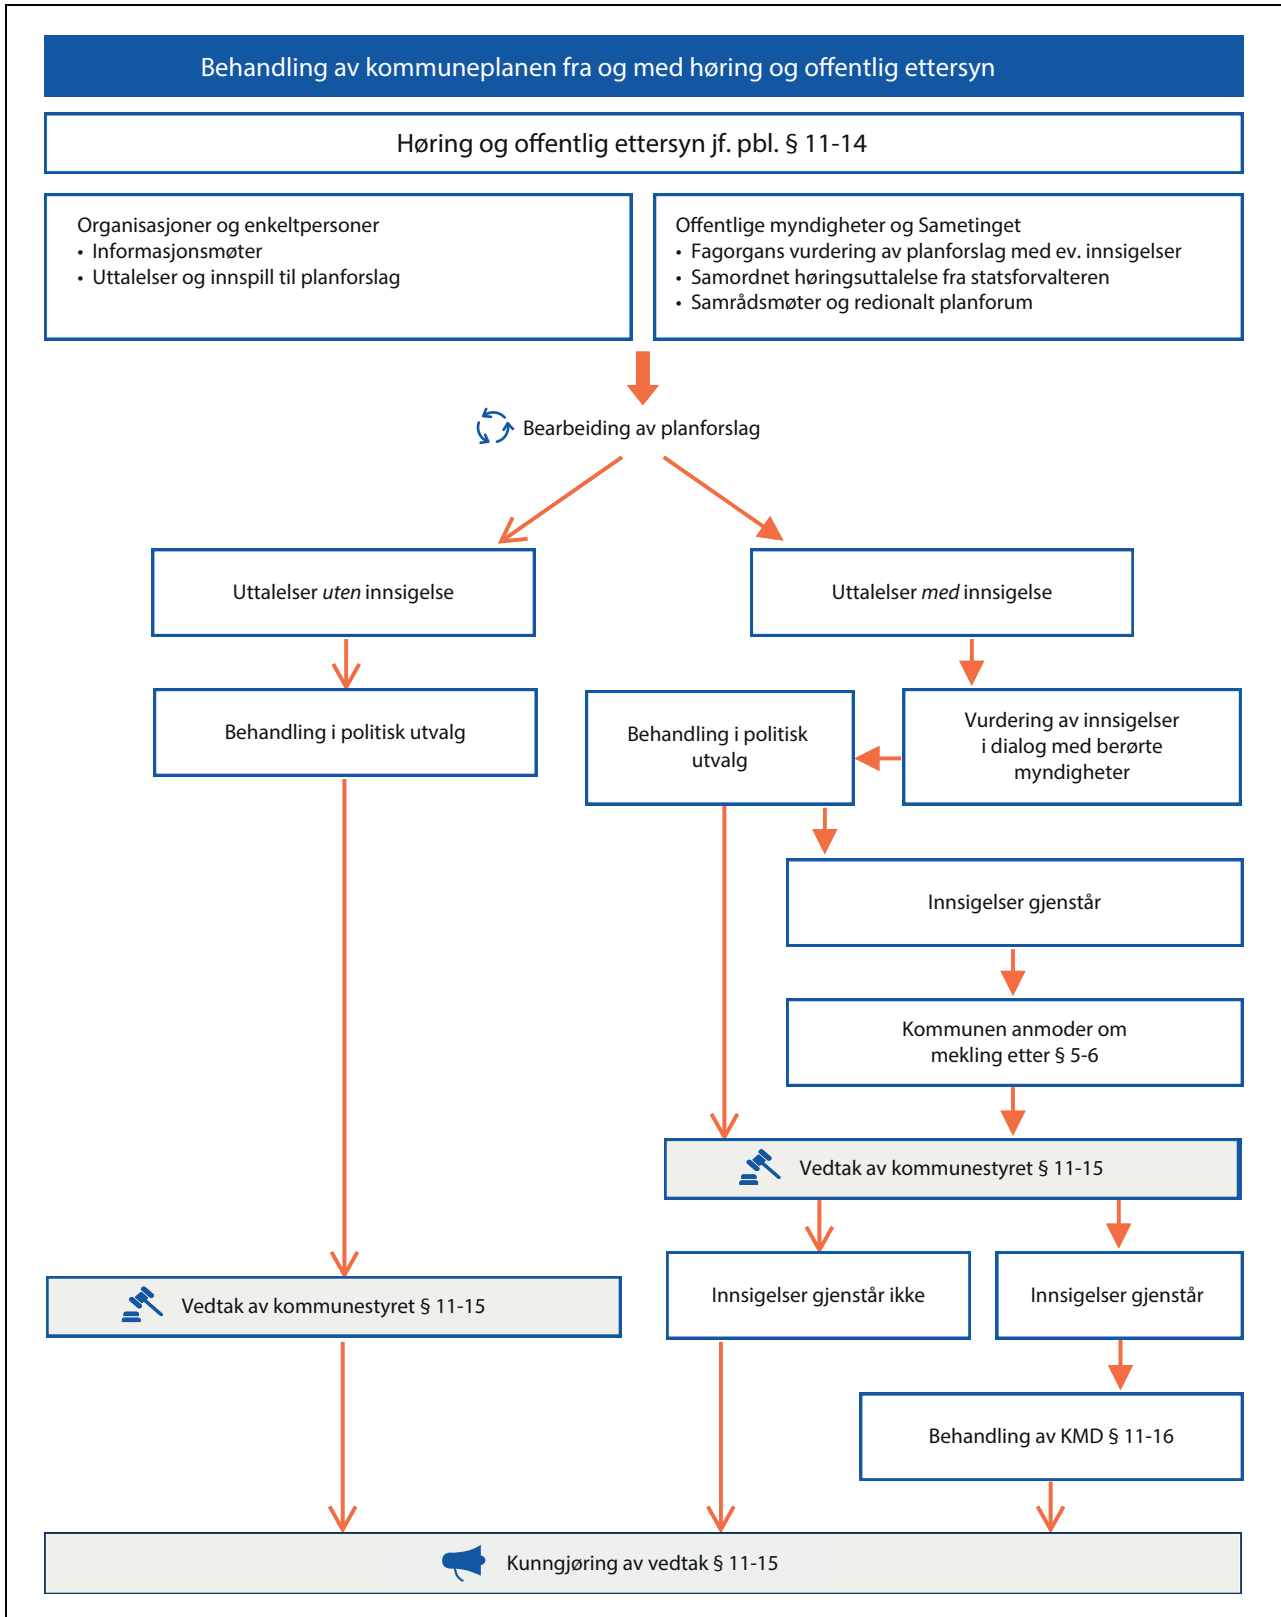 Behandling av kommuneplanen fra og med høring og offentlig ettersyn
Høring og offentlig ettersyn jf. pbl. § 11-14
Organisasjoner og enkeltpersoner
• Informasjonsmøter
• Uttalelser og innspill til planforslag
Offentlige myndigheter og Sametinget
• Fagorgans vurdering av planforslag med ev. innsigelser
• Samordnet høringsuttalelse fra statsforvalteren
• Samrådsmøter og redionalt planforum
Bearbeiding av planforslag
Uttalelser uten innsigelse
Uttalelser med innsigelse
Behandling i politisk utvalg
Behandling i politisk
utvalg
Vurdering av innsigelser
i dialog med berørte
myndigheter
Innsigelser gjenstår
Kommunen anmoder om
mekling etter § 5-6
Vedtak av kommunestyret § 11-15
Vedtak av kommunestyret § 11-15
Innsigelser gjenstår ikke
Innsigelser gjenstår
Behandling av KMD § 11-16
Kunngjøring av vedtak § 11-15